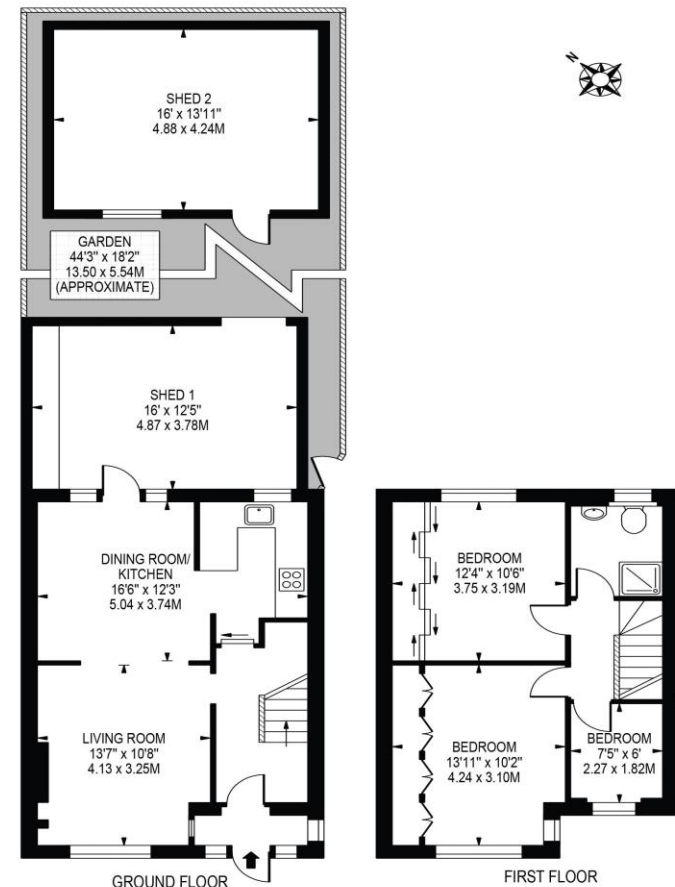 N
SHED 2
16' x 13'11"
4.88 x 4.24M
GARDEN
44'3" x 18'2"
13.50 x 5.54M
(APPROXIMATE)
SHED 1
16' x 12'5"
4.87 x 3.78M
DINING ROOM/
KITCHEN
16'6" x 12'3"
5.04 x 3.74M
LIVING ROOM
13'7" x 10'8"
4.13 x 3.25M
GROUND FLOOR
BEDROOM
12'4" x 10'6"
3.75 x 3.19M
BEDROOM
13'11" x 10'2"
4.24 x 3.10M
BEDROOM
7'5" x 6'
2.27 x 1.82M
FIRST FLOOR